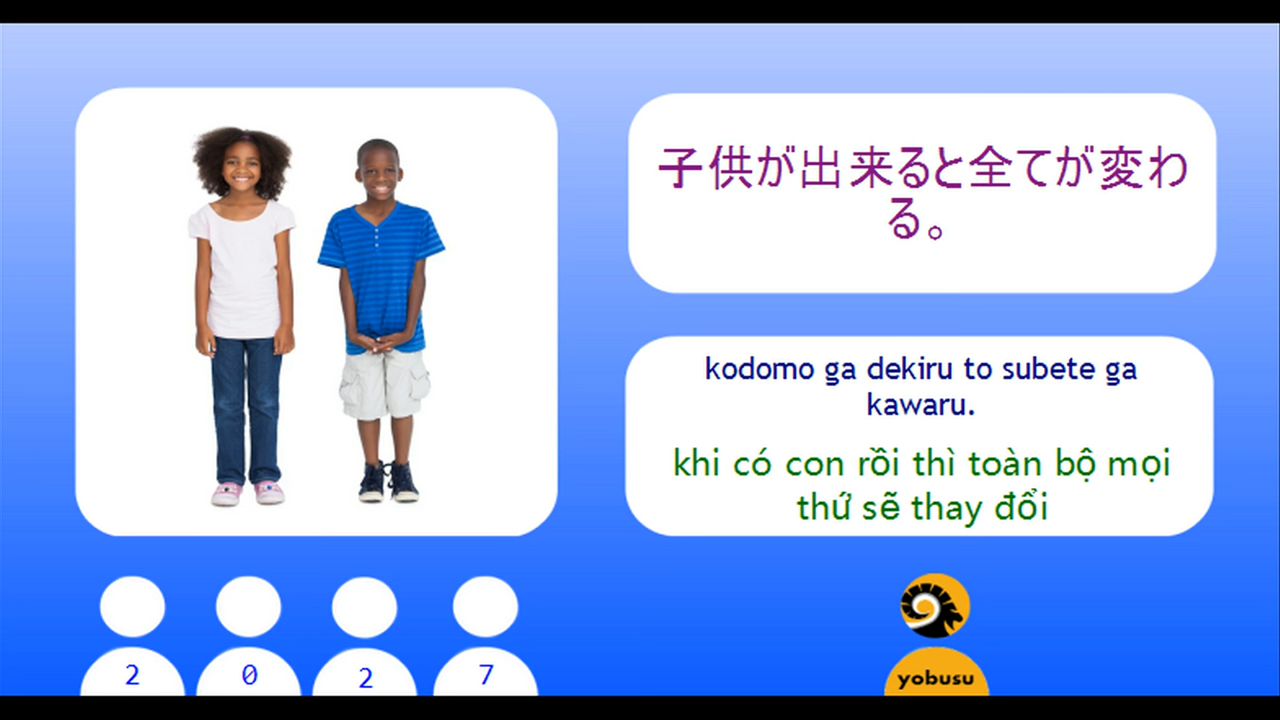 子供が出来ると全てが変わ
る。
kodomo ga dekiru to subete ga
kawaru.
khi có con rồi thì toàn bộ mọi
thứ sẽ thay đổi
2 0 2 7
yobusu